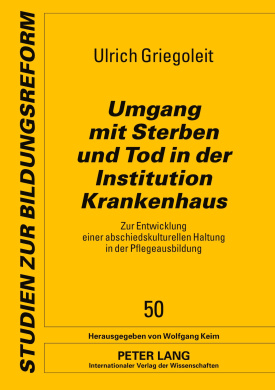 STUDIEN ZUR BILDUNGSREFORM
Ulrich Griegoleit
Umgang
mit Sterben
und Tod in der
Institution
Krankenhaus
Zur Entwicklung
einer abschiedskulturellen Haltung
in der Pflegeausbildung
50
Herausgegeben von Wolfgang Keim
PETER LANG
Internationaler Verlag der Wissenschaften